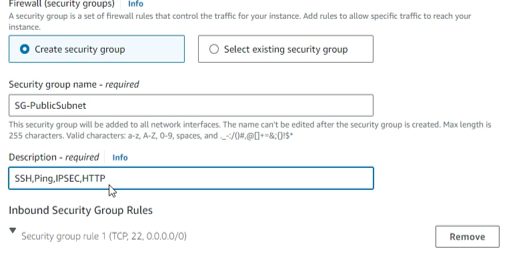 Firewall (security groups) Info
A security group is a set of firewall rules that control the traffic for your instance. Add rules to allow specific traffic to reach your
instance.
Create security group
Select existing security group
Security group name - required
SG-PublicSubnet
This security group will be added to all network interfaces. The name can't be edited after the security group is created. Max length is
255 characters. Valid characters: a-z, A-Z, 0-9, spaces, and ._-:/()#,@[]+=&;{}!$*
Description - required Info
SSH,Ping,IPSEC,HTTP
Inbound Security Group Rules
Security group rule 1 (TCP, 22, 0.0.0.0/0)
Remove